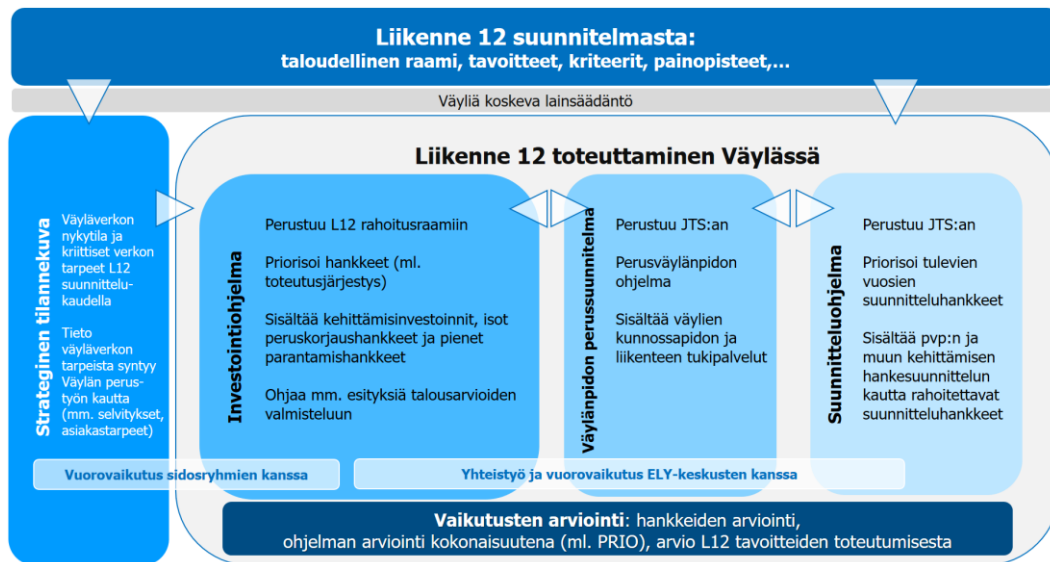 Liikenne 12 suunnitelmasta:
taloudellinen raami, tavoitteet, kriteerit, painopisteet,...
Väyliä koskeva lainsäädäntö
Strateginen tilannekuva
Väyläverkon
nykytila ja
kriittiset verkon
tarpeet L12
suunnittelu-
kaudella
Tieto
väyläverkon
tarpeista syntyy
Väylän perus-
työn kautta
(mm. selvitykset,
asiakastarpeet)
Liikenne 12 toteuttaminen Väylässä
Investointiohjelma
Perustuu L12 rahoitusraamiin
Priorisoi hankkeet (ml.
toteutusjärjestys)
Sisältää kehittämisinvestoinnit, isot
peruskorjaushankkeet ja pienet
parantamishankkeet
Ohjaa mm. esityksiä talousarvioiden
valmisteluun
Väylänpidon perussuunnitelma
Perustuu JTS:an
Perusväylänpidon
ohjelma
Sisältää väylien
kunnossapidon ja
liikenteen tukipalvelut
Suunnitteluohjelma
Perustuu JTS:an
Priorisoi tulevien
vuosien
suunnitteluhankkeet
Sisältää pvp:n ja
muun kehittämisen
hankesuunnittelun
kautta rahoitettavat
suunnitteluhankkeet
Vuorovaikutus sidosryhmien kanssa
Yhteistyö ja vuorovaikutus ELY-keskusten kanssa
Vaikutusten arviointi: hankkeiden arviointi,
ohjelman arviointi kokonaisuutena (ml. PRIO), arvio L12 tavoitteiden toteutumisesta